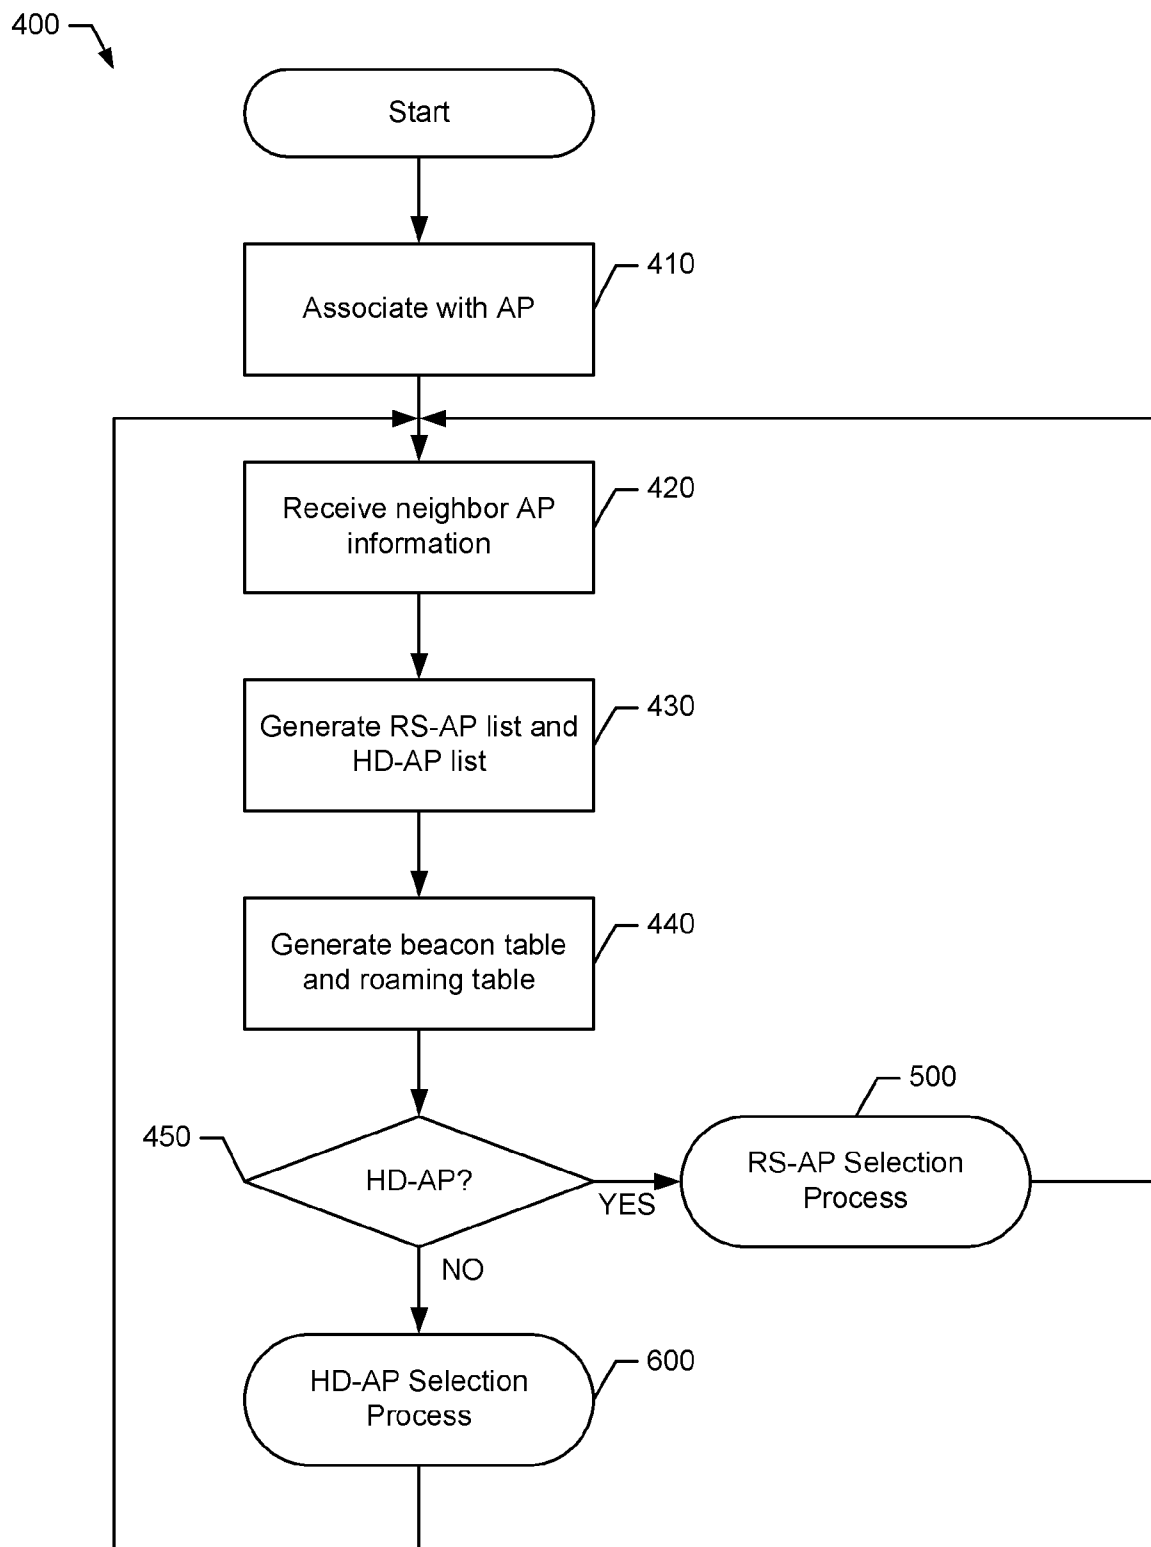 400
Start
410
Associate with AP
420
Receive neighbor AP
information
430
Generate RS-AP list and
HD-AP list
440
Generate beacon table
and roaming table
450
HD-AP?
YES
500
RS-AP Selection
Process
NO
600
HD-AP Selection
Process